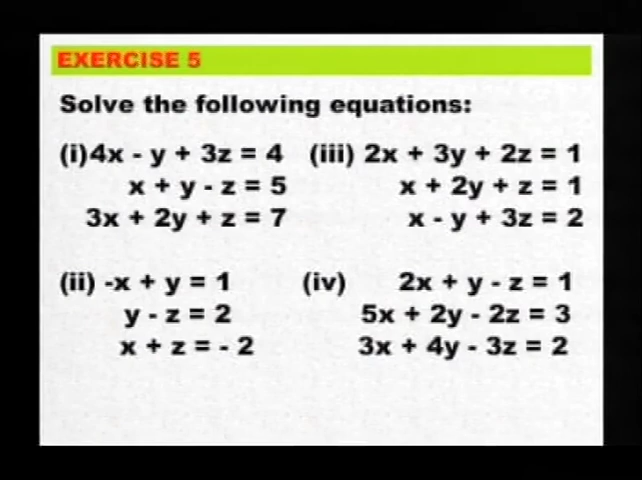 EXERCISE 5
Solve the following equations:
(i)4x - y + 3z = 4
x + y - z = 5
3x + 2y + z = 7
(iii) 2x + 3y + 2z = 1
x + 2y + z = 1
x - y + 3z = 2
(ii) -x + y = 1
y - z = 2
x + z = - 2
(iv) 2x + y - z = 1
5x + 2y - 2z = 3
3x + 4y - 3z = 2